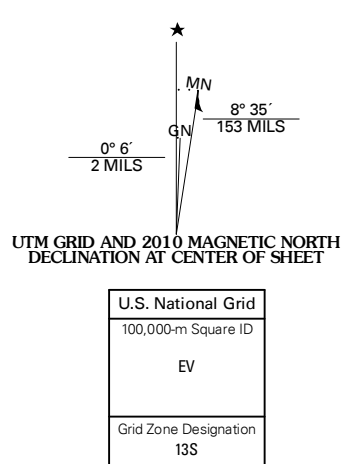 MN
8° 35´
153 MILS
GN
0° 6´
2 MILS
UTM GRID AND 2010 MAGNETIC NORTH
DECLINATION AT CENTER OF SHEET
U.S. National Grid
100,000-m Square ID
EV
Grid Zone Designation
13S